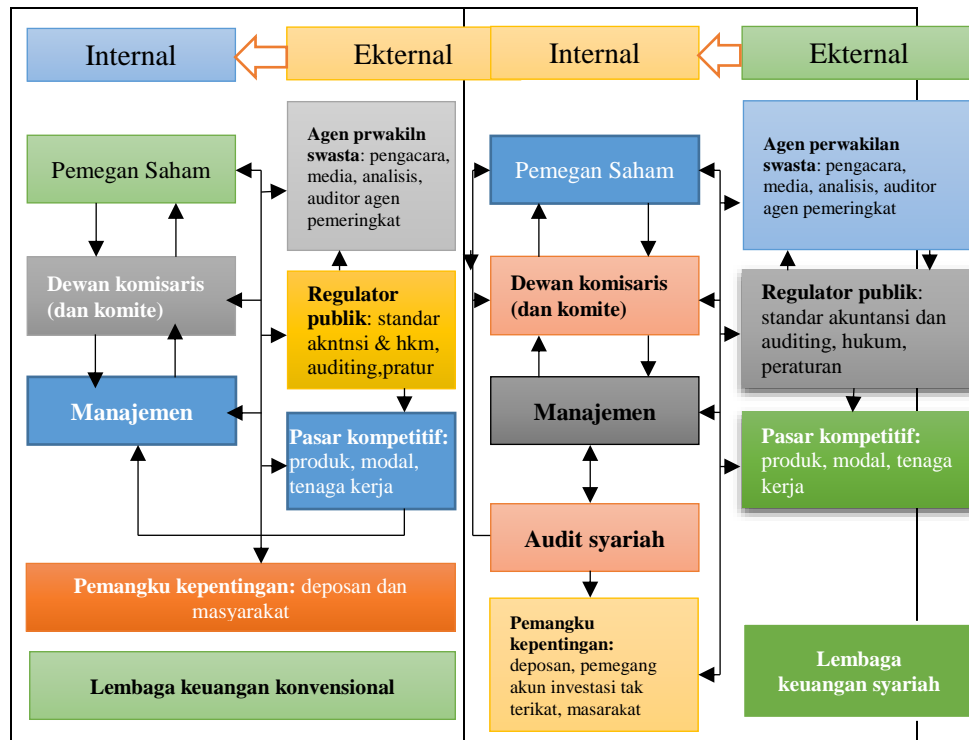 Internal
Ekternal
Agen prwakiln
swasta: pengacara,
media, analisis,
auditor agen
pemeringkat
Pemegan Saham
Dewan komisaris
(dan komite)
Regulator
publik: standar
akntnsi & hkm,
auditing,pratur
Manajemen
Pasar kompetitif:
produk, modal,
tenaga kerja
Pemangku kepentingan: deposan dan
masyarakat
Lembaga keuangan konvensional
Internal
Ekternal
Agen perwakilan
swasta: pengacara,
media, analisis, auditor
agen pemeringkat
Pemegan Saham
Dewan komisaris
(dan komite)
Regulator publik:
standar akuntansi dan
auditing, hukum,
peraturan
Manajemen
Pasar kompetitif:
produk, modal, tenaga
kerja
Audit syariah
Pemangku
kepentingan:
deposan, pemegang
akun investasi tak
terikat, masarakat
Lembaga
keuangan syariah